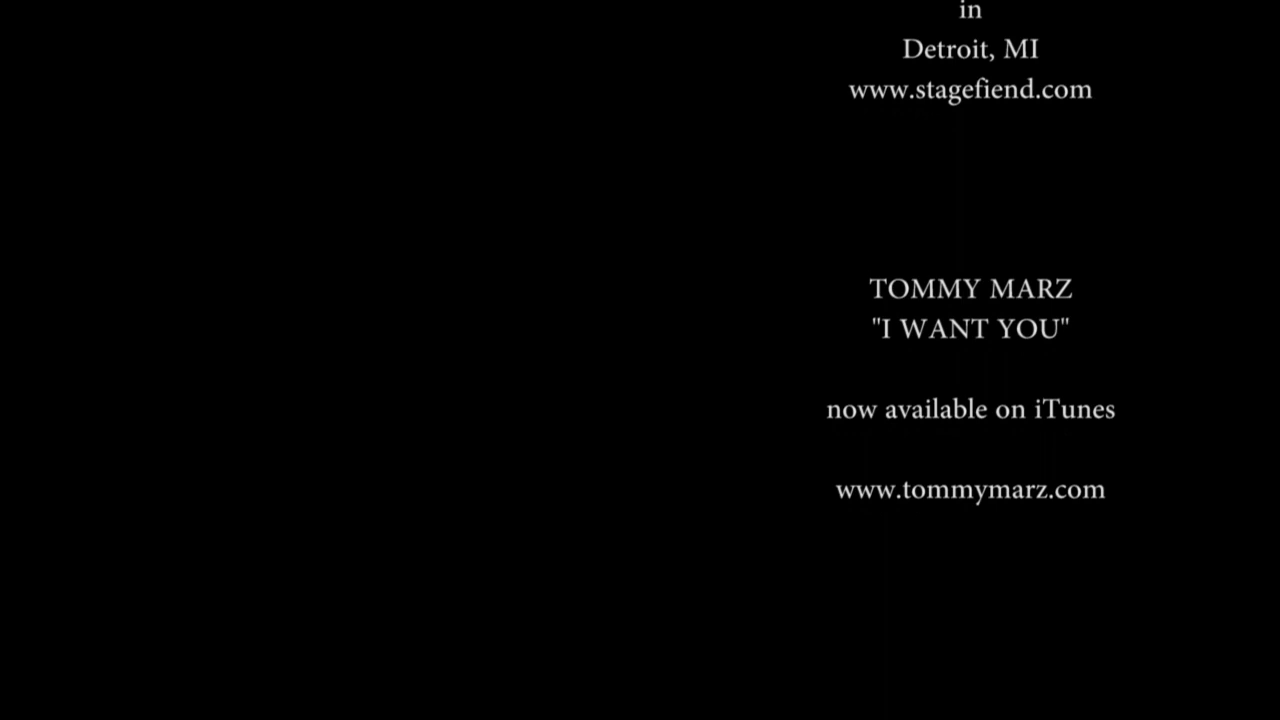 in
Detroit, MI
www.stagefiend.com
TOMMY MARZ
"I WANT YOU"
now available on iTunes
www.tommymarz.com